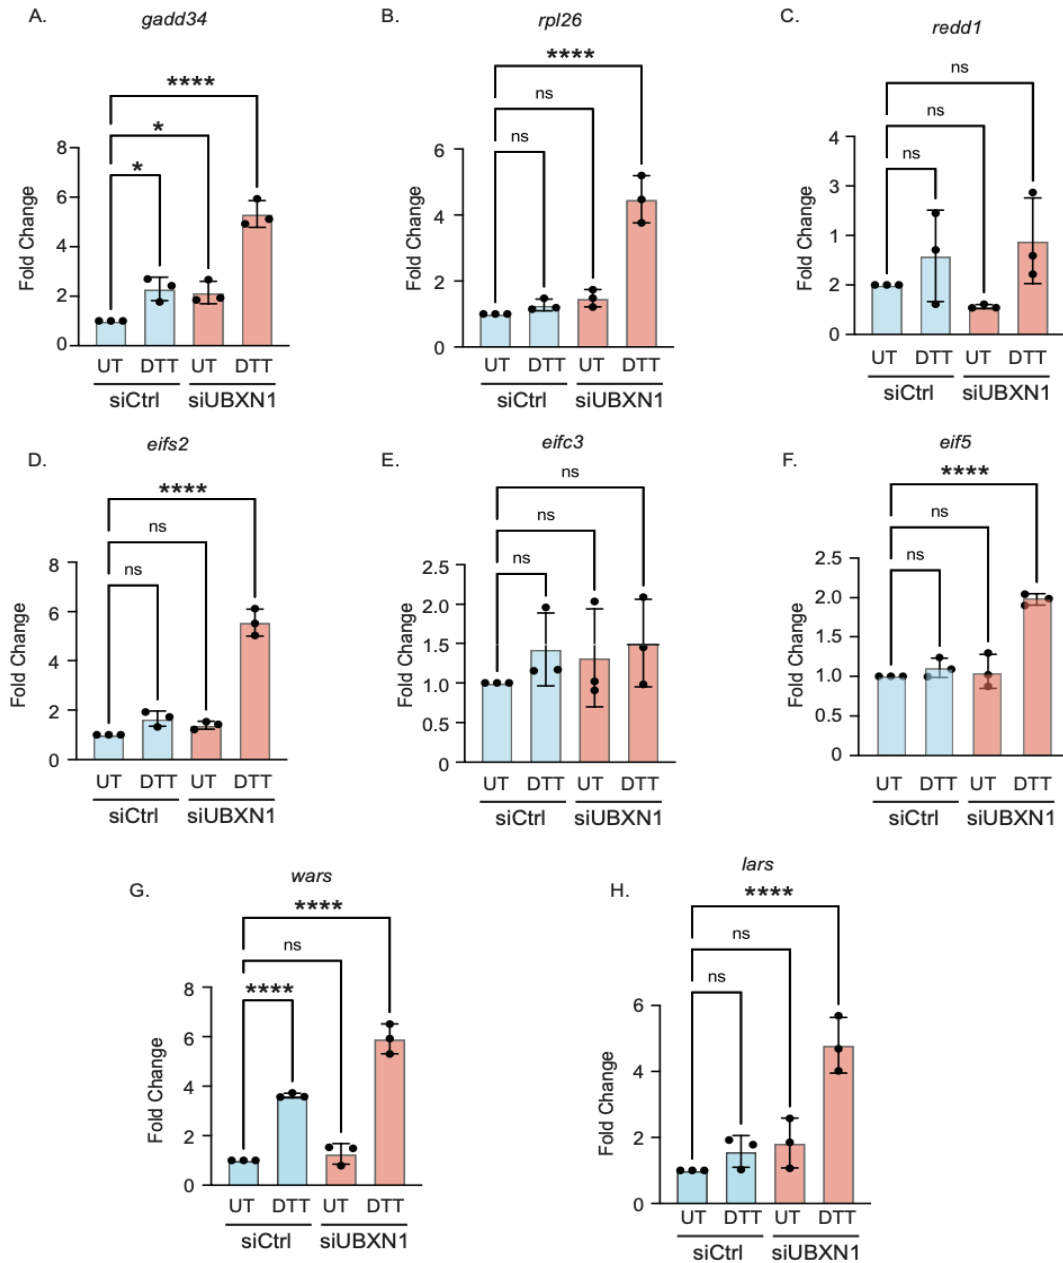 A.
gadd34
****
*
*
Fold Change
8
6
4
2
0
UT DTT UT DTT
siCtrl siUBXN1
B.
rpl26
****
ns
ns
Fold Change
6
4
2
0
UT DTT UT DTT
siCtrl siUBXN1
C.
redd1
ns
ns
ns
Fold Change
4
3
1
2
0
UT DTT UT DTT
siCtrl siUBXN1
D.
eifs2
****
ns
ns
Fold Change
8
6
4
2
0
UT DTT UT DTT
siCtrl siUBXN1
E.
eifc3
ns
ns
ns
Fold Change
2.5
2.0
1.5
1.0
0.5
0
UT DTT UT DTT
siCtrl siUBXN1
F.
eif5
****
ns
ns
Fold Change
2.5
2.0
1.5
1.0
0.5
0
UT DTT UT DTT
siCtrl siUBXN1
G.
wars
****
ns
****
Fold Change
8
6
4
2
0
UT DTT UT DTT
siCtrl siUBXN1
H.
lars
****
ns
ns
Fold Change
6
4
2
0
UT DTT UT DTT
siCtrl siUBXN1